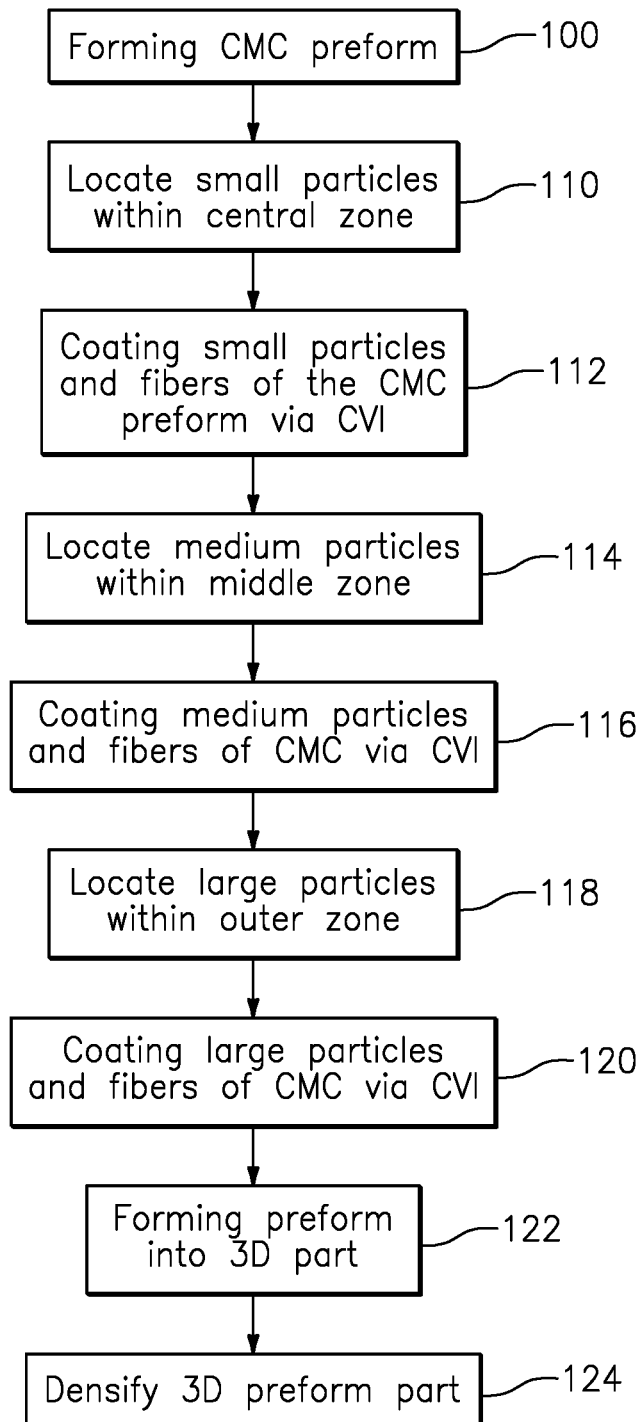 Forming CMC preform
100
Locate small particles
within central zone
110
Coating small particles
and fibers of the CMC
preform via CVI
112
Locate medium particles
within middle zone
114
Coating medium particles
and fibers of CMC via CVI
116
Locate large particles
within outer zone
118
Coating large particles
and fibers of CMC via CVI
120
Forming preform
into 3D part
122
Densify 3D preform part
124